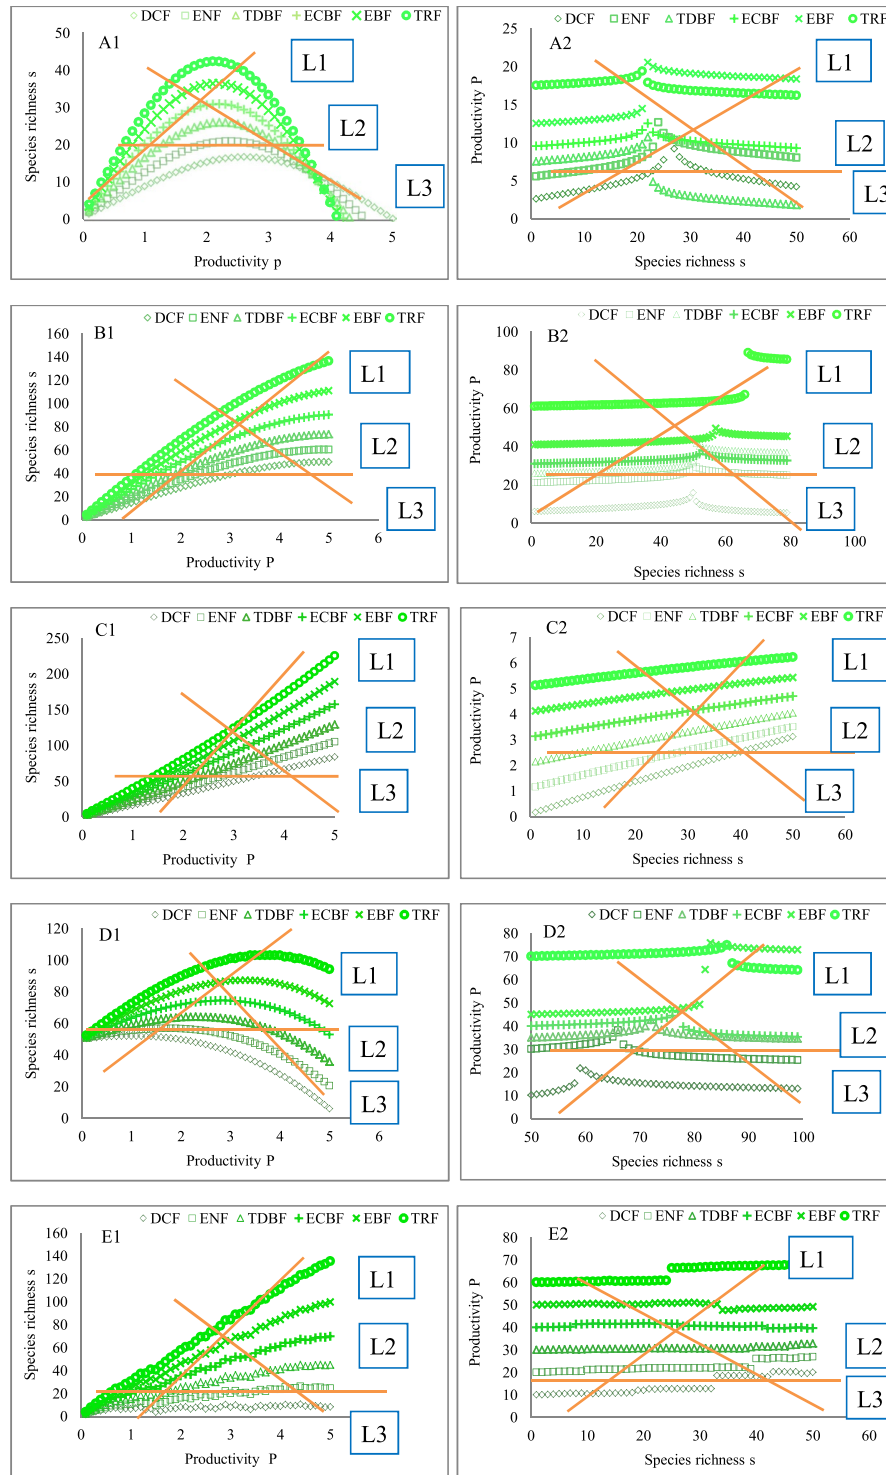 DCF ENF TDBF ECBF EBF TRF
A1
L1
L2
L3
50
40
30
20
10
0
0 1 2 3 4 5
Species richness s
Productivity p
DCF ENF TDBF ECBF EBF TRF
A2
L1
L2
L3
25
20
15
10
5
0
0 10 20 30 40 50 60
Productivity P
Species richness s
DCF ENF TDBF ECBF EBF TRF
B1
L1
L2
L3
160
140
120
100
80
60
40
20
0
0 1 2 3 4 5 6
Species richness s
Productivity P
DCF ENF TDBF ECBF EBF TRF
B2
L1
L2
L3
100
80
60
40
20
0
0 20 40 60 80 100
Productivity P
Species richness s
DCF ENF TDBF ECBF EBF TRF
C1
L1
L2
L3
250
200
150
100
50
0
0 1 2 3 4 5
Species richness s
Productivity P
DCF ENF TDBF ECBF EBF TRF
C2
L1
L2
L3
7
6
5
4
3
2
1
0
0 10 20 30 40 50 60
Productivity P
Species richness s
DCF ENF TDBF ECBF EBF TRF
D1
L1
L2
L3
120
100
80
60
40
20
0
0 1 2 3 4 5 6
Species richness s
Productivity P
DCF ENF TDBF ECBF EBF TRF
D2
L1
L2
L3
80
70
60
50
40
30
20
10
0
50 60 70 80 90 100
Productivity P
Species richness s
DCF ENF TDBF ECBF EBF TRF
E1
L1
L2
L3
160
140
120
100
80
60
40
20
0
0 1 2 3 4 5 6
Species richness s
Productivity P
DCF ENF TDBF ECBF EBF TRF
E2
L1
L2
L3
80
70
60
50
40
30
20
10
0
0 10 20 30 40 50 60
Productivity P
Species richness s